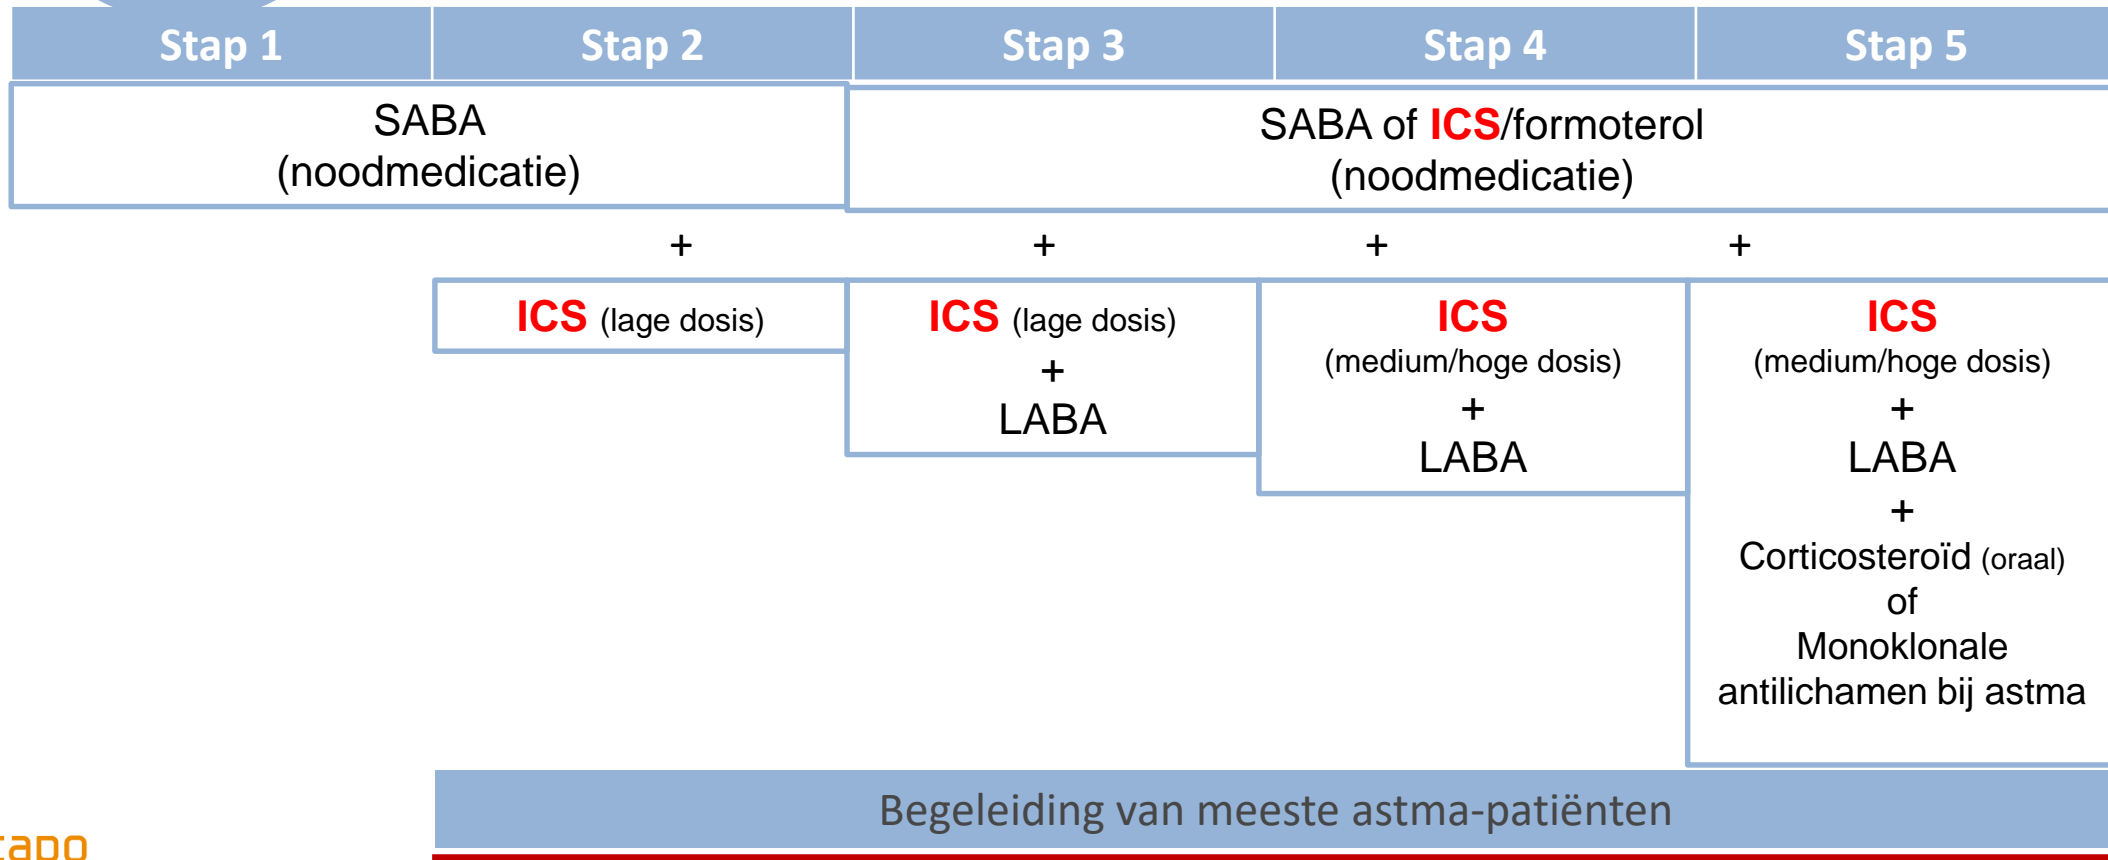 Stap 1 Stap 2 Stap 3 Stap 4 Stap 5
SABA
(noodmedicatie)
SABA of ICS/formoterol
(noodmedicatie)
+ + + +
ICS (lage dosis)
ICS (lage dosis)
+
LABA
ICS
(medium/hoge dosis)
+
LABA
ICS
(medium/hoge dosis)
+
LABA
+
Corticosteroïd (oraal)
of
Monoklonale
antilichamen bij astma
Begeleiding van meeste astma-patiënten